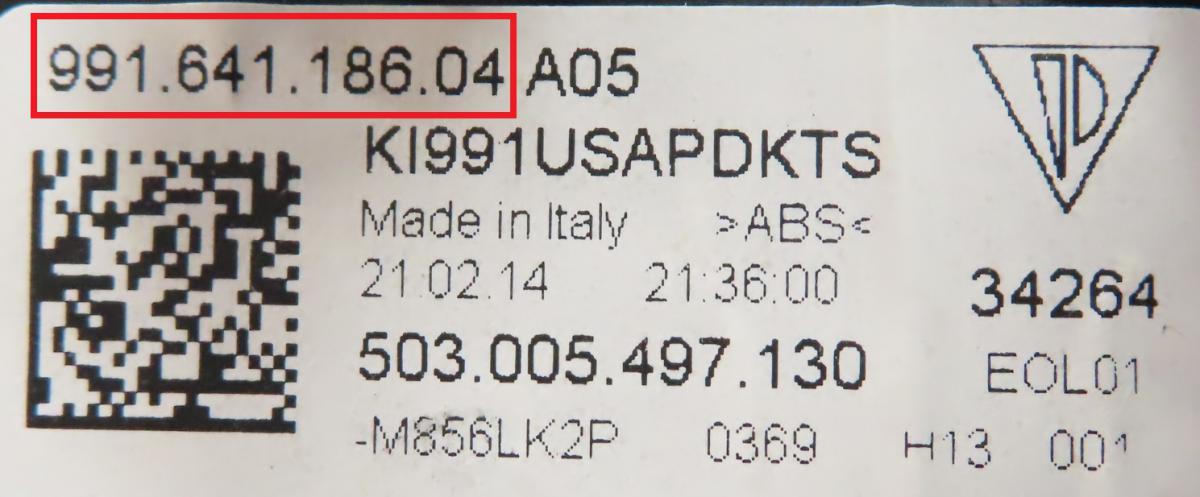 991.641.186.04 A05
KI991USAPDKTS
Made in Italy >ABS<
21.02.14 21:36:00
34264
503.005.497.130
EOL01
-M856LK2P 0369 H13 001